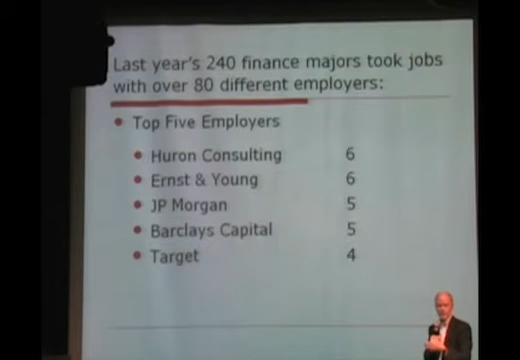 Last year's 240 finance majors took jobs
with over 80 different employers:
Top Five Employers
Huron Consulting 6
Ernst & Young 6
JP Morgan 5
Barclays Capital 5
Target 4